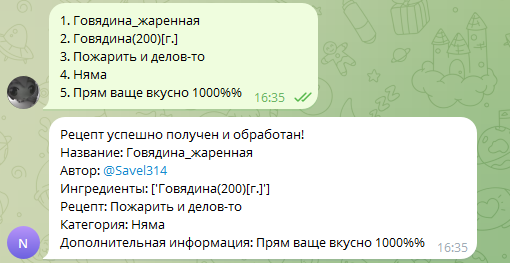 1. Говядина_жаренная
2. Говядина(200)[г.]
3. Пожарить и делов-то
4. Няма
5. Прям ваще вкусно 1000%%
16:35
Рецепт успешно получен и обработан!
Название: Говядина_жаренная
Автор: @Savel314
Ингредиенты: ['Говядина(200)[г.]']
Рецепт: Пожарить и делов-то
Категория: Няма
Дополнительная информация: Прям ваще вкусно 1000%%
16:35
N